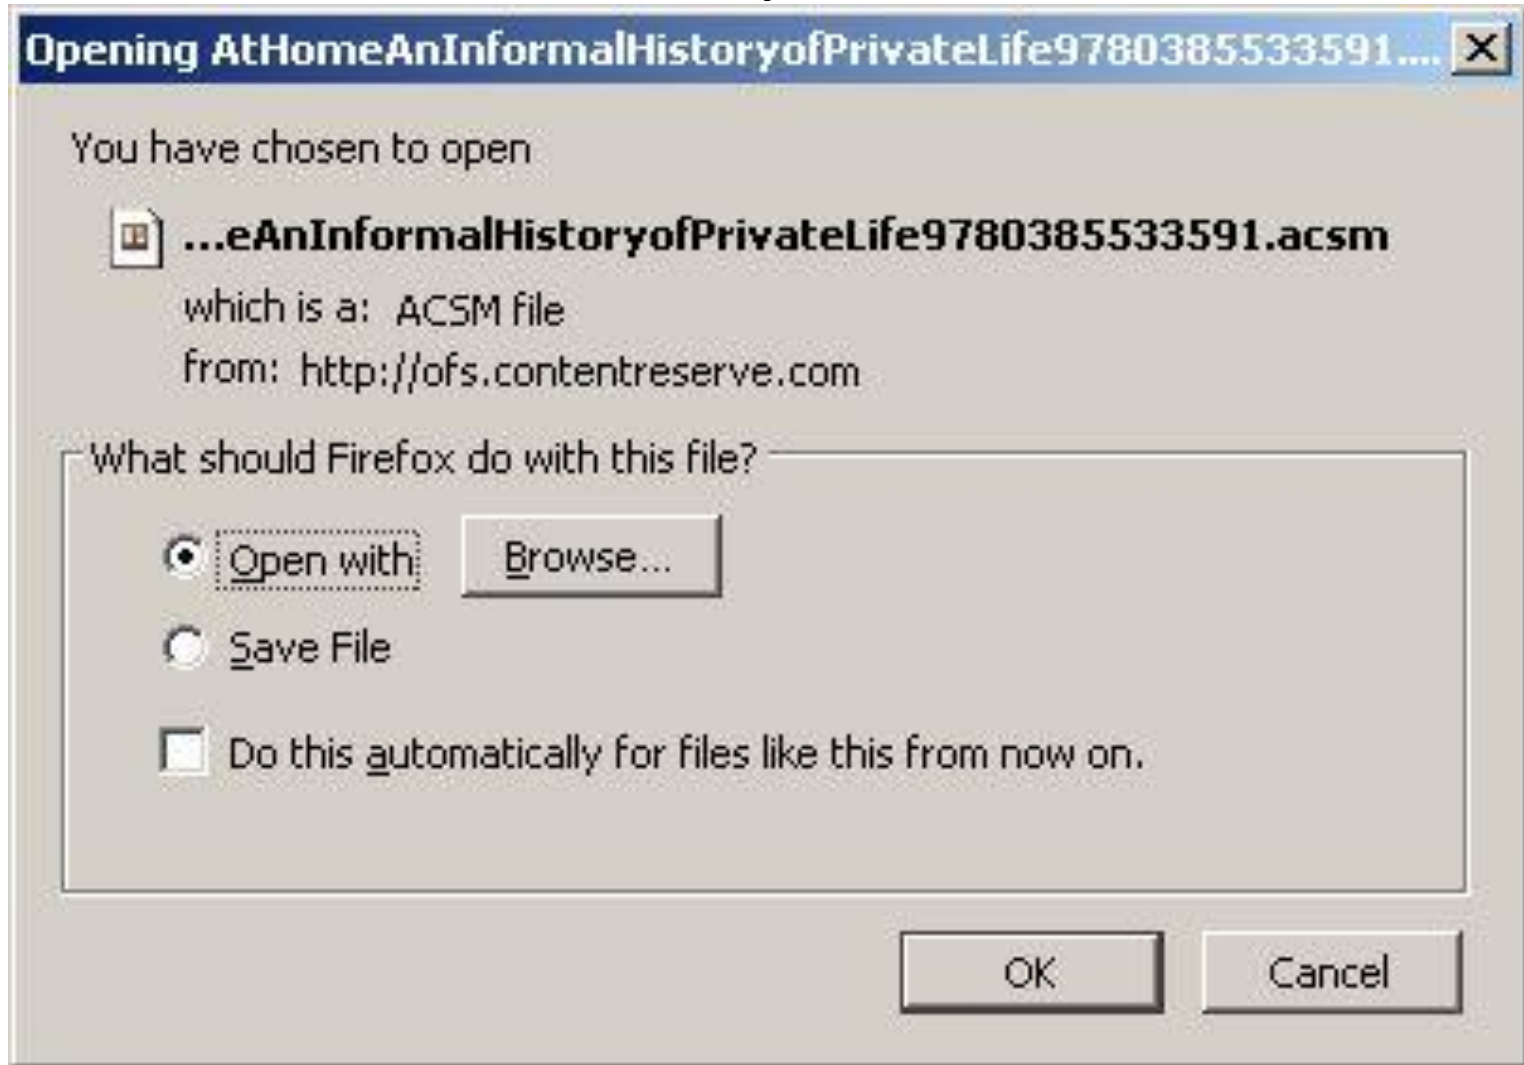 Opening AtHomeAnInformalHistoryofPrivateLife9780385533591....
You have chosen to open
...eAnInformalHistoryofPrivateLife9780385533591.acsm
which is a: ACSM file
from: http://ofs.contentreserve.com
What should Firefox do with this file?
Open with Browse...
Save File
Do this automatically for files like this from now on.
OK Cancel